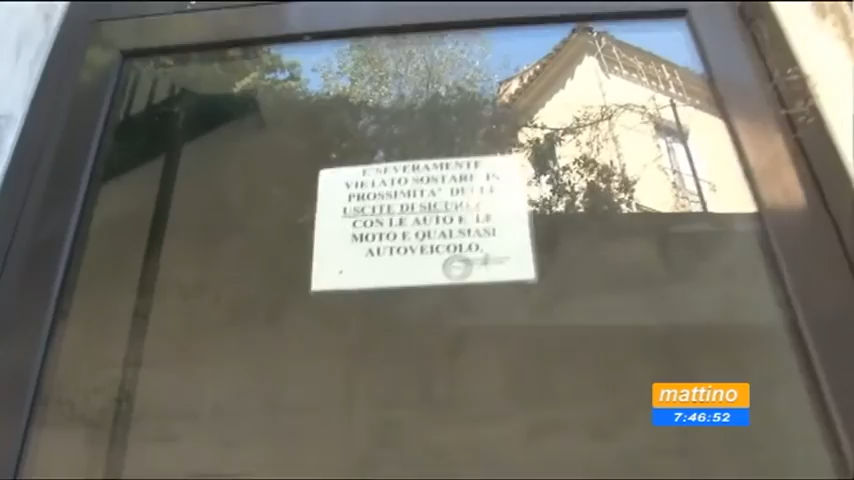 E' SEVERAMENTE
VIETATO SOSTARE IN
PROSSIMITA' DELLE
USCITE DI
CON LE AUTO E LE
MOTO E QUALSIASI
AUTOVEICOLO.
mattino
7:46:52